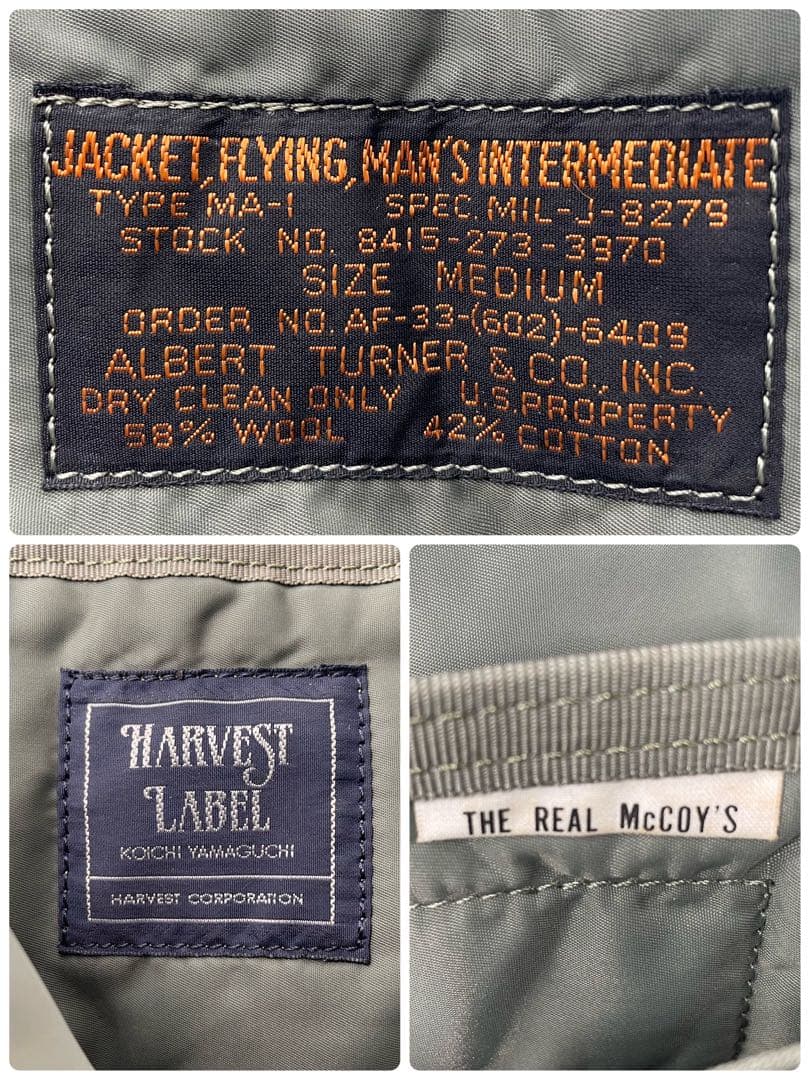 JACKET, FLYING, MAN'S INTERMEDIATE
TYPE MA-1 SPEC. MIL-J-8279
STOCK NO. 8415-273-3970
SIZE MEDIUM
ORDER NO. AF-33-(602)-6409
ALBERT TURNER & CO., INC.
DRY CLEAN ONLY U.S. PROPERTY
58% WOOL 42% COTTON
HARVEST
LABEL
KOICHI YAMAGUCHI
HARVEST CORPORATION
THE REAL McCOY'S